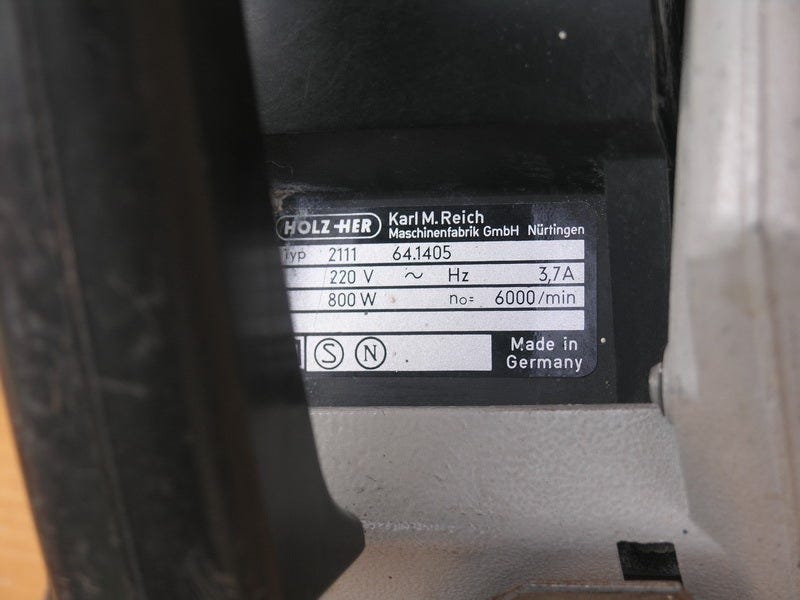 HOLZ-HER Karl M. Reich
Maschinenfabrik GmbH Nürtingen
Typ 2111 64.1405
220 V ~ Hz 3,7A
800 W n₀= 6000/min
S N Made in
Germany